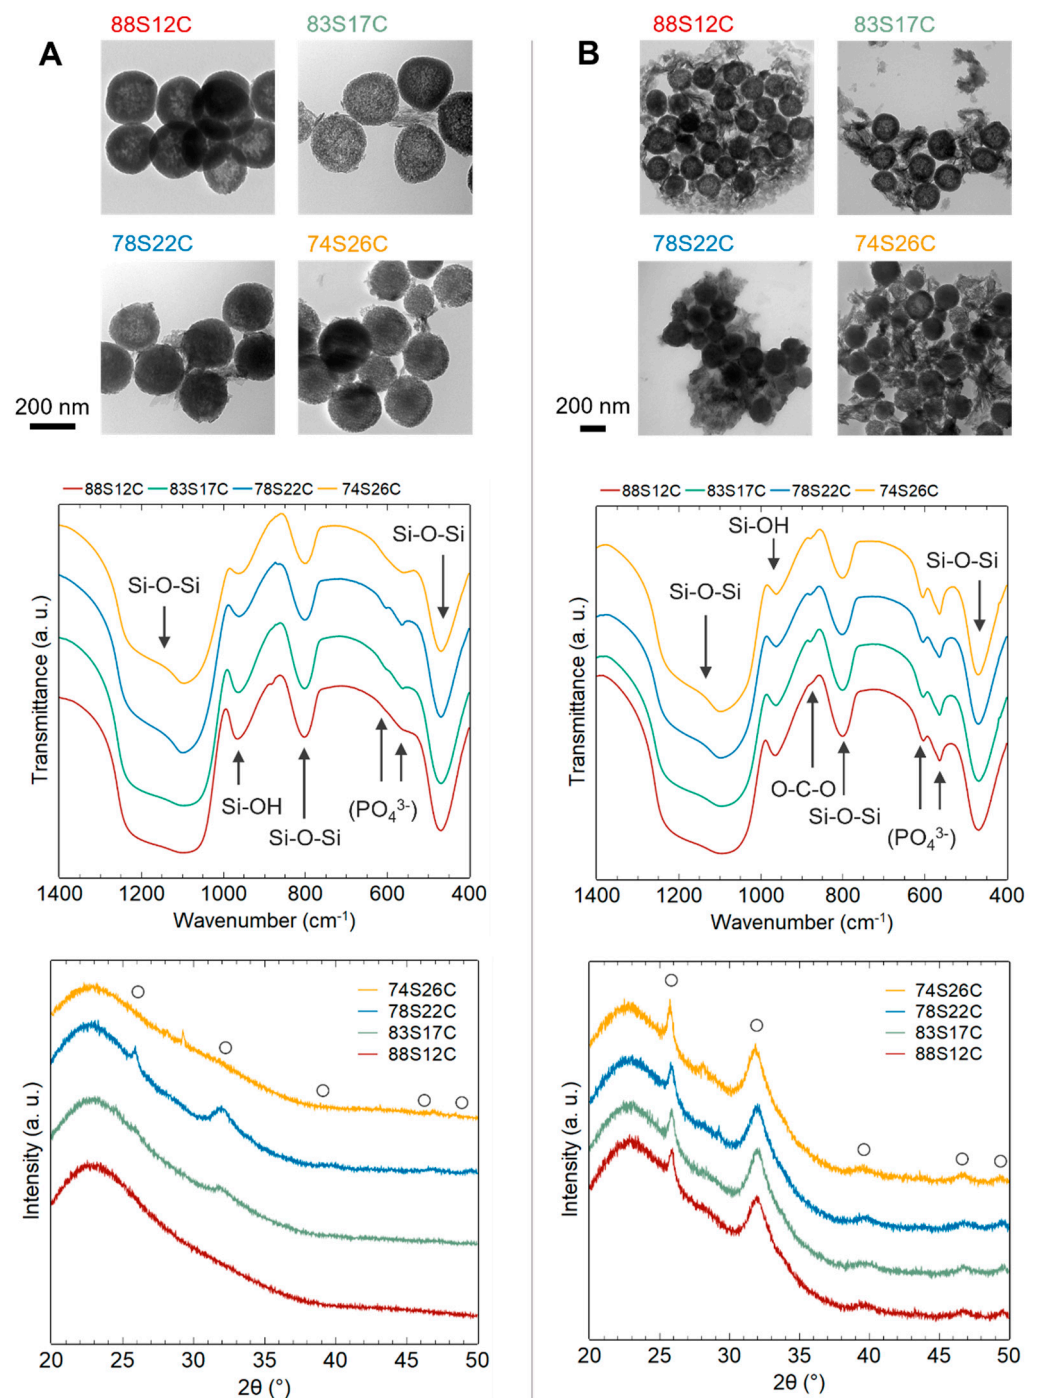 A
88S12C
83S17C
78S22C
74S26C
200 nm
88S12C 83S17C 78S22C 74S26C
Si-O-Si
Si-O-Si
Si-OH
Si-O-Si
(PO₄³⁻)
Transmittance (a. u.)
1400 1200 1000 800 600 400
Wavenumber (cm⁻¹)
74S26C
78S22C
83S17C
88S12C
Intensity (a. u.)
20 25 30 35 40 45 50
2θ (°)
B
88S12C
83S17C
78S22C
74S26C
200 nm
88S12C 83S17C 78S22C 74S26C
Si-OH
Si-O-Si
Si-O-Si
O-C-O
Si-O-Si
(PO₄³⁻)
Transmittance (a. u.)
1400 1200 1000 800 600 400
Wavenumber (cm⁻¹)
74S26C
78S22C
83S17C
88S12C
Intensity (a. u.)
20 25 30 35 40 45 50
2θ (°)